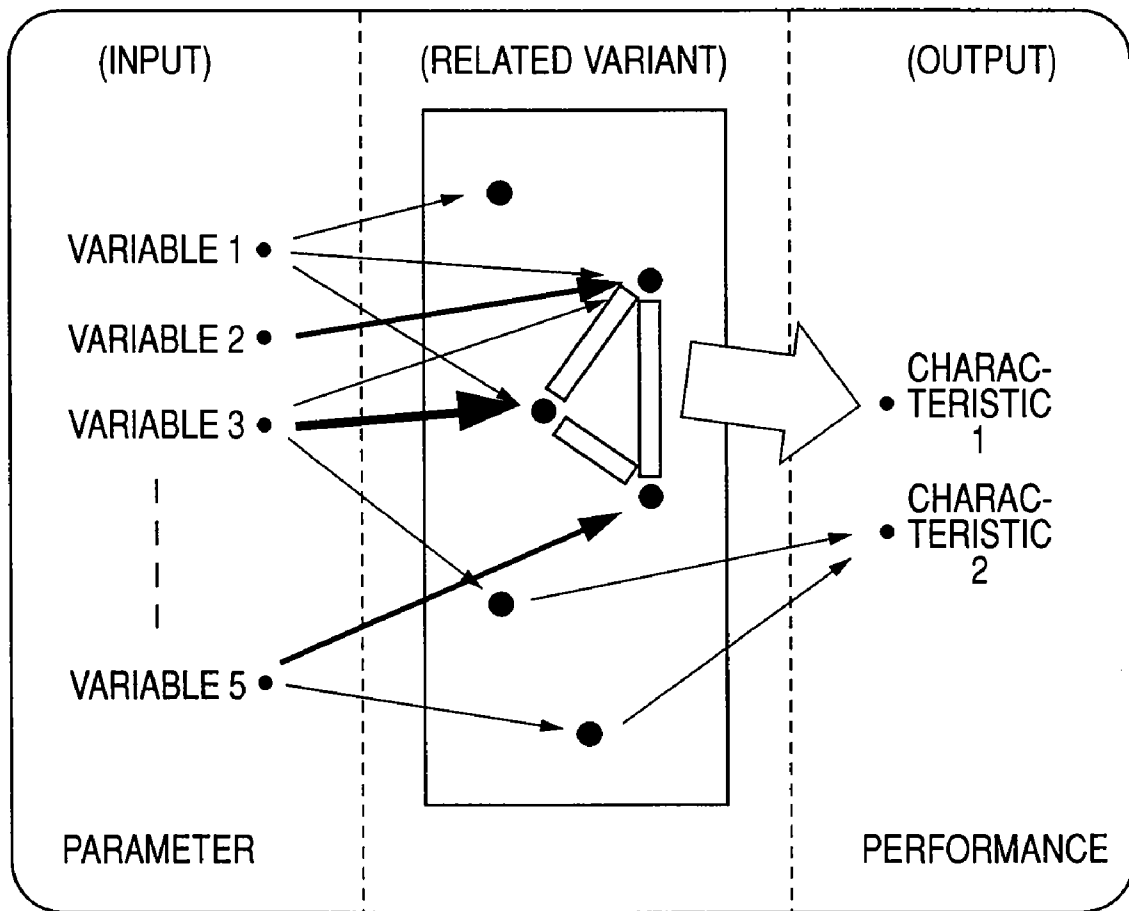 (INPUT)
(RELATED VARIANT)
(OUTPUT)
VARIABLE 1
VARIABLE 2
VARIABLE 3
VARIABLE 5
CHARAC-
TERISTIC
1
CHARAC-
TERISTIC
2
PARAMETER
PERFORMANCE